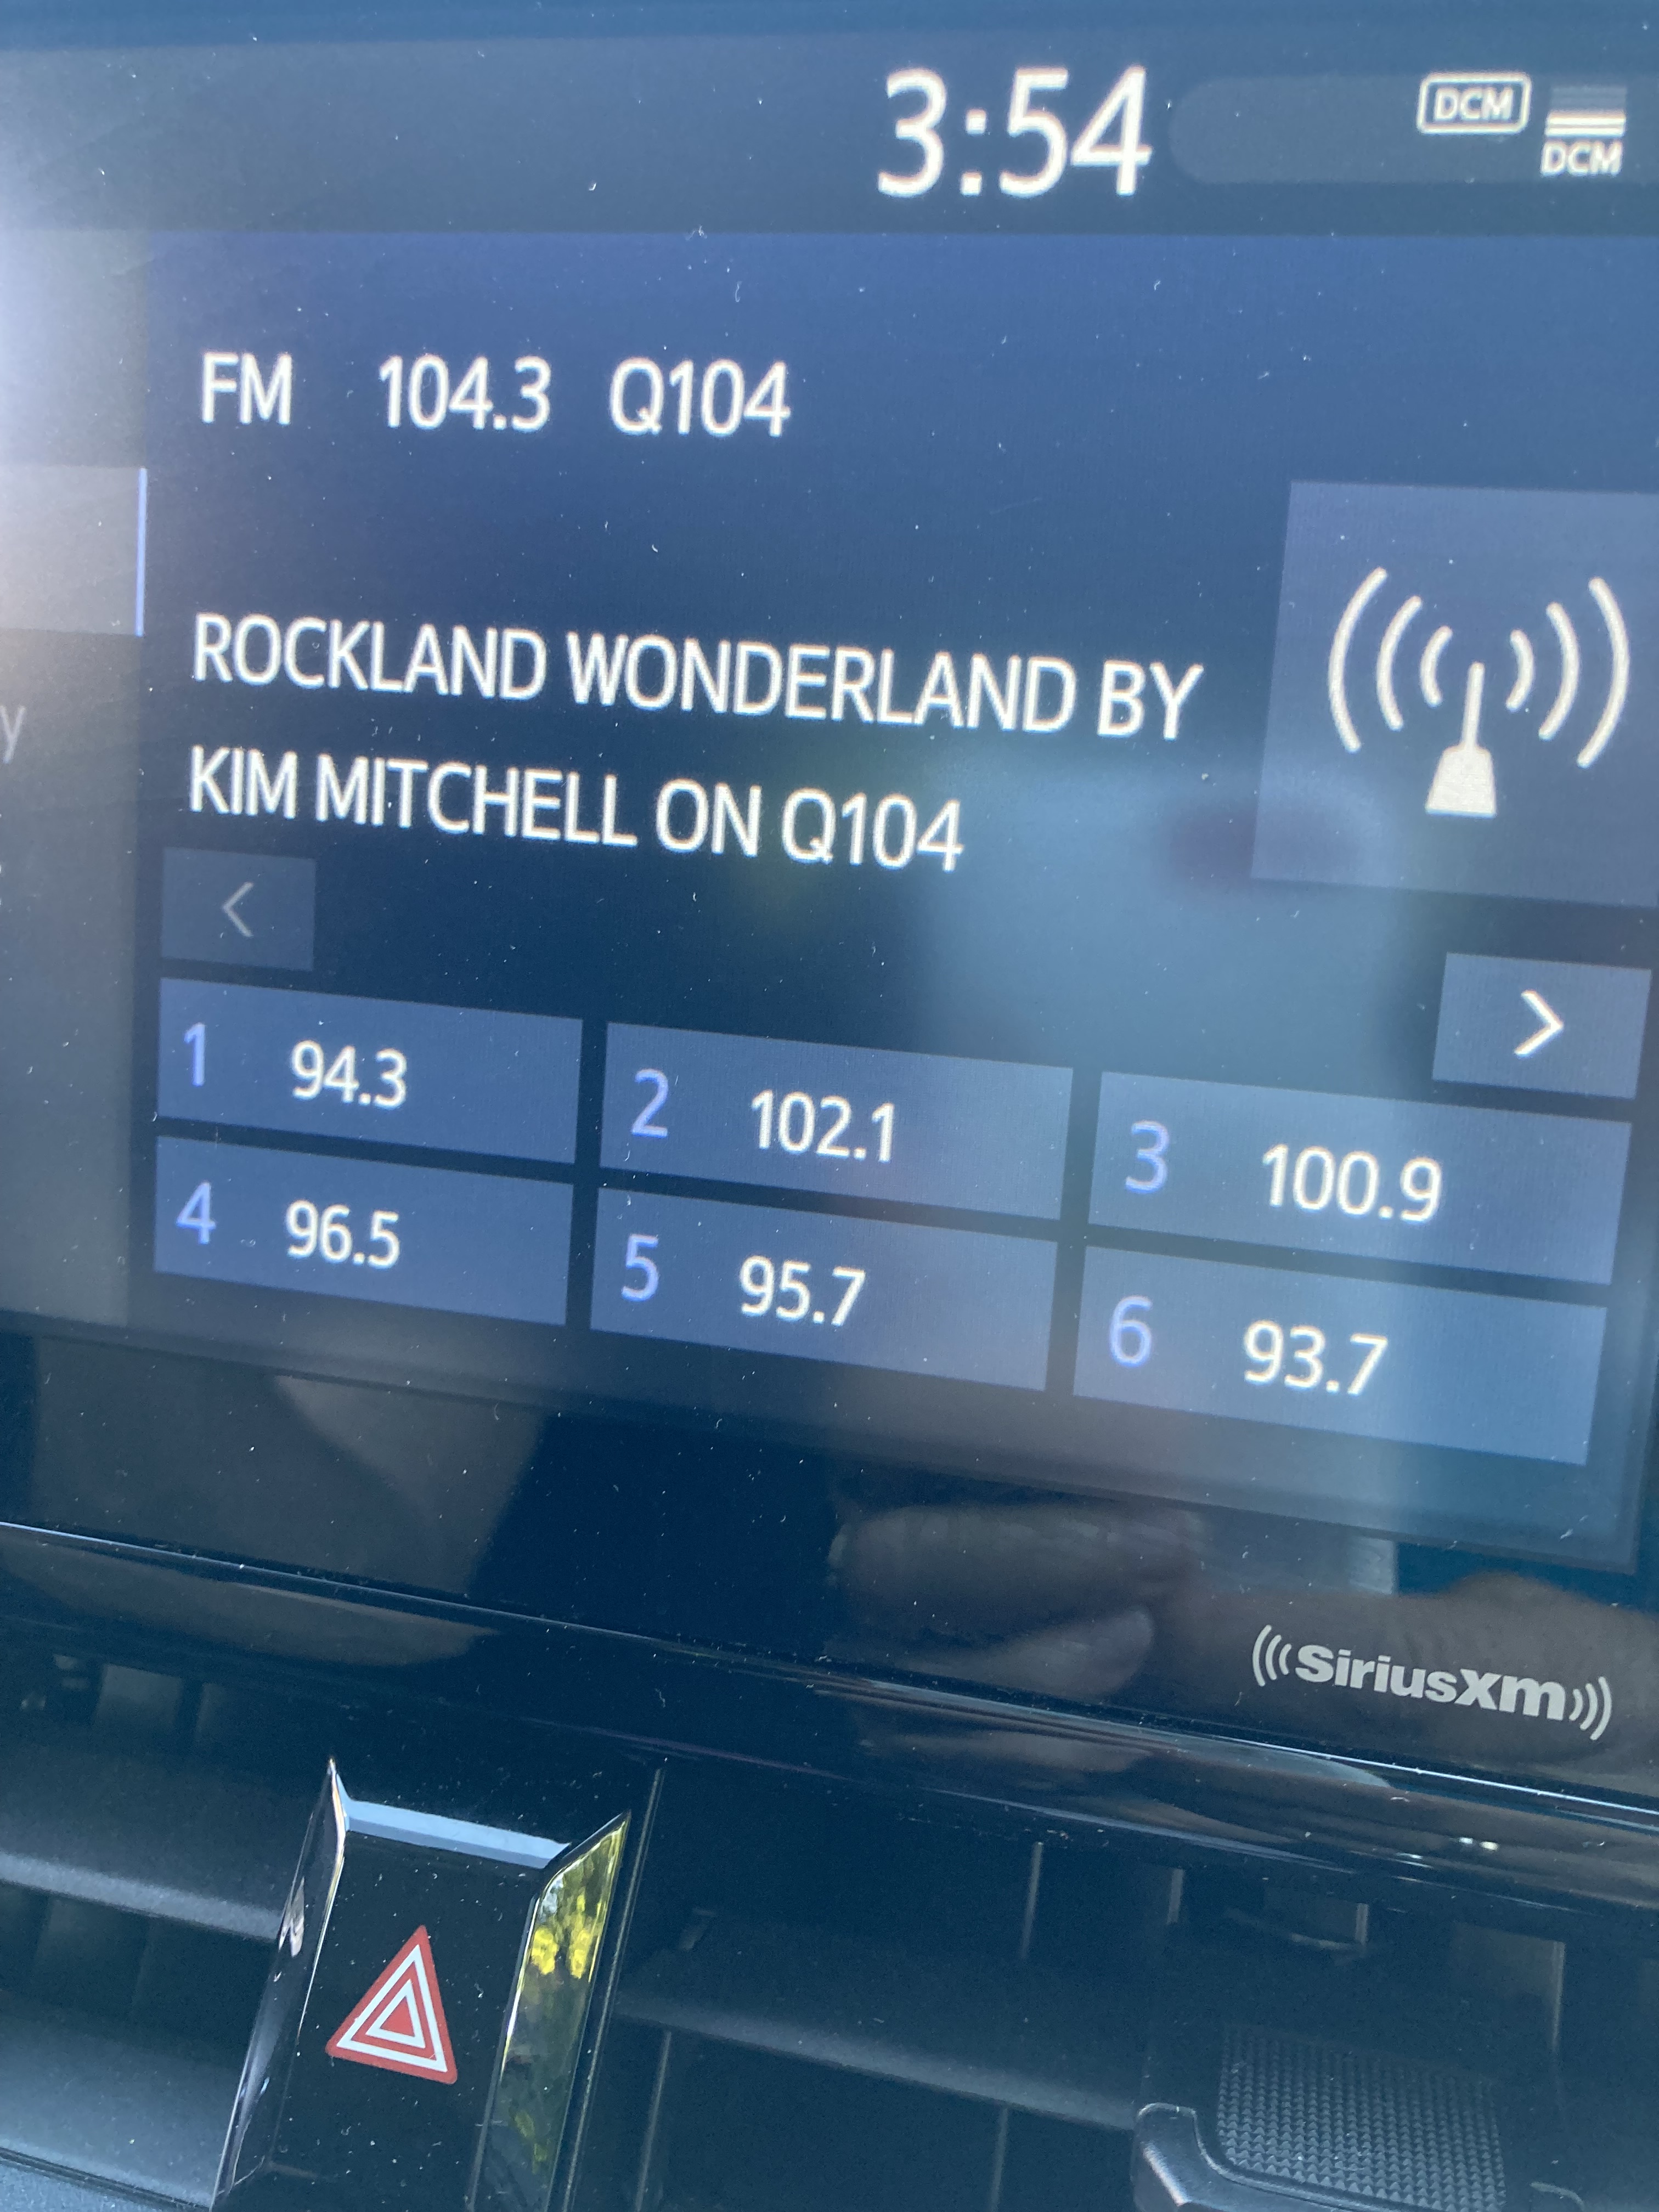 3:54
DCM
DCM
FM 104.3 Q104
ROCKLAND WONDERLAND BY
KIM MITCHELL ON Q104
y
<
>
1 94.3 2 102.1 3 100.9
4 96.5 5 95.7 6 93.7
SiriusXm